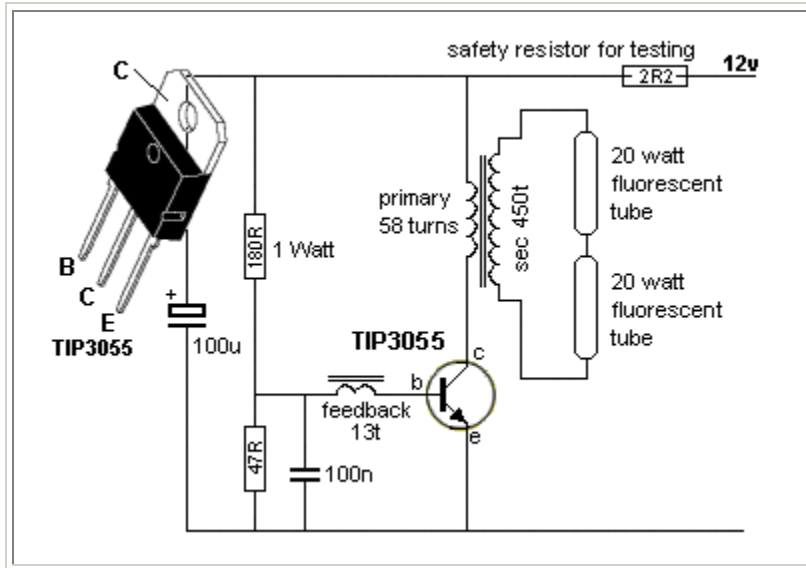 safety resistor for testing
12v
2R2
C
20 watt
fluorescent
tube
primary
58 turns
sec 450t
180R
1 Watt
B
C
E
TIP3055
+
100u
20 watt
fluorescent
tube
TIP3055
c
b
e
feedback
13t
47R
100n